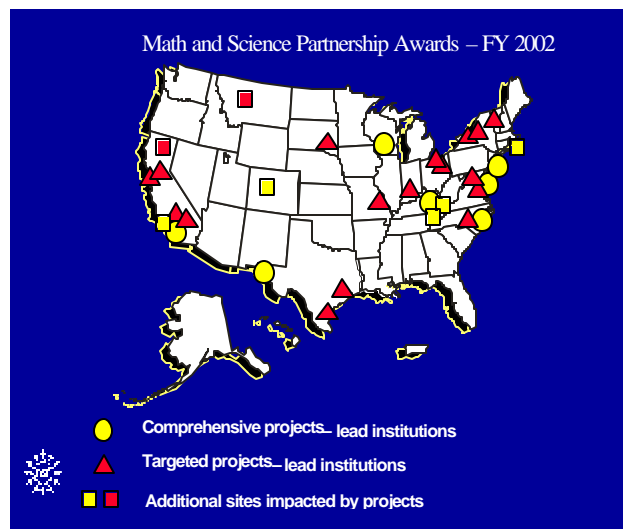 Math and Science Partnership Awards – FY 2002
Comprehensive projects– lead institutions
Targeted projects–lead institutions
Additional sites impacted by projects